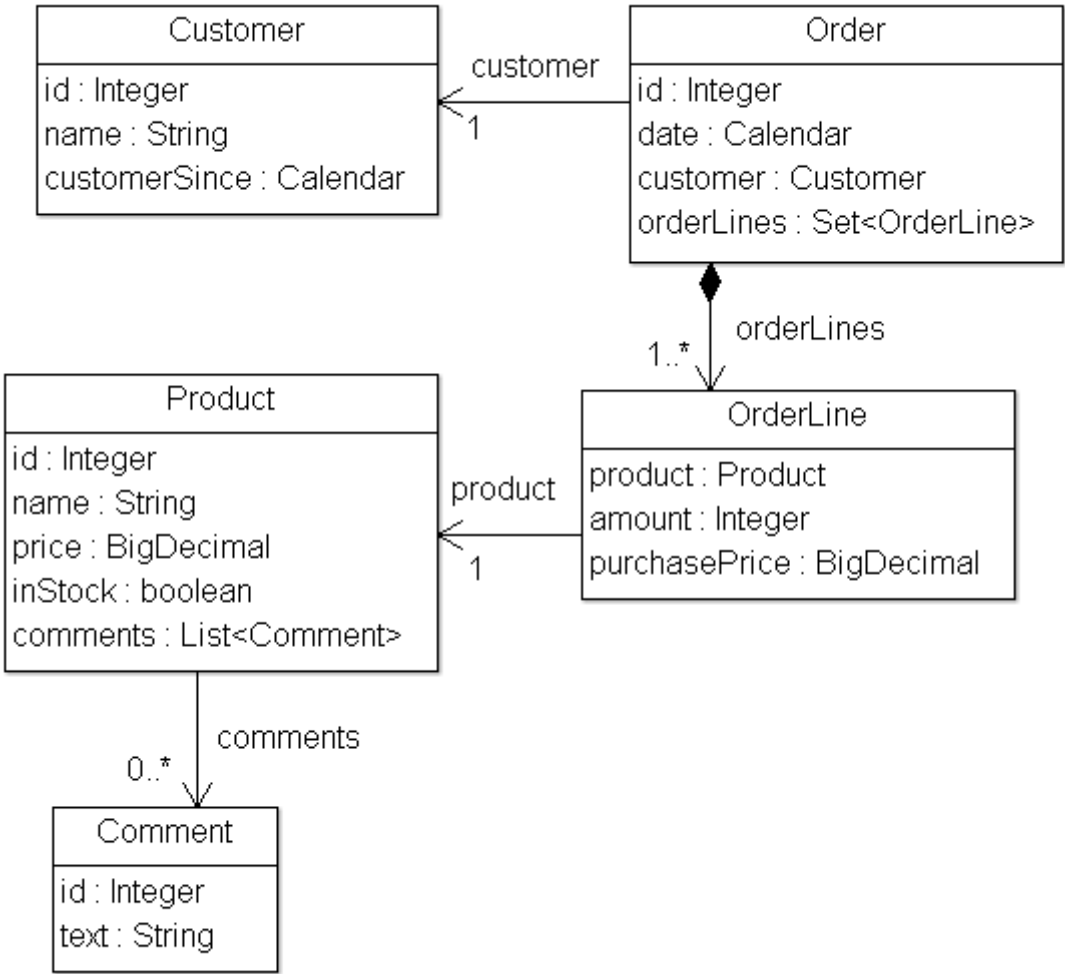 Customer
id : Integer
name : String
customerSince : Calendar
customer
1
Order
id : Integer
date : Calendar
customer : Customer
orderLines : Set<OrderLine>
orderLines
1..*
Product
id : Integer
name : String
price : BigDecimal
inStock : boolean
comments : List<Comment>
product
1
OrderLine
product : Product
amount : Integer
purchasePrice : BigDecimal
comments
0..*
Comment
id : Integer
text : String